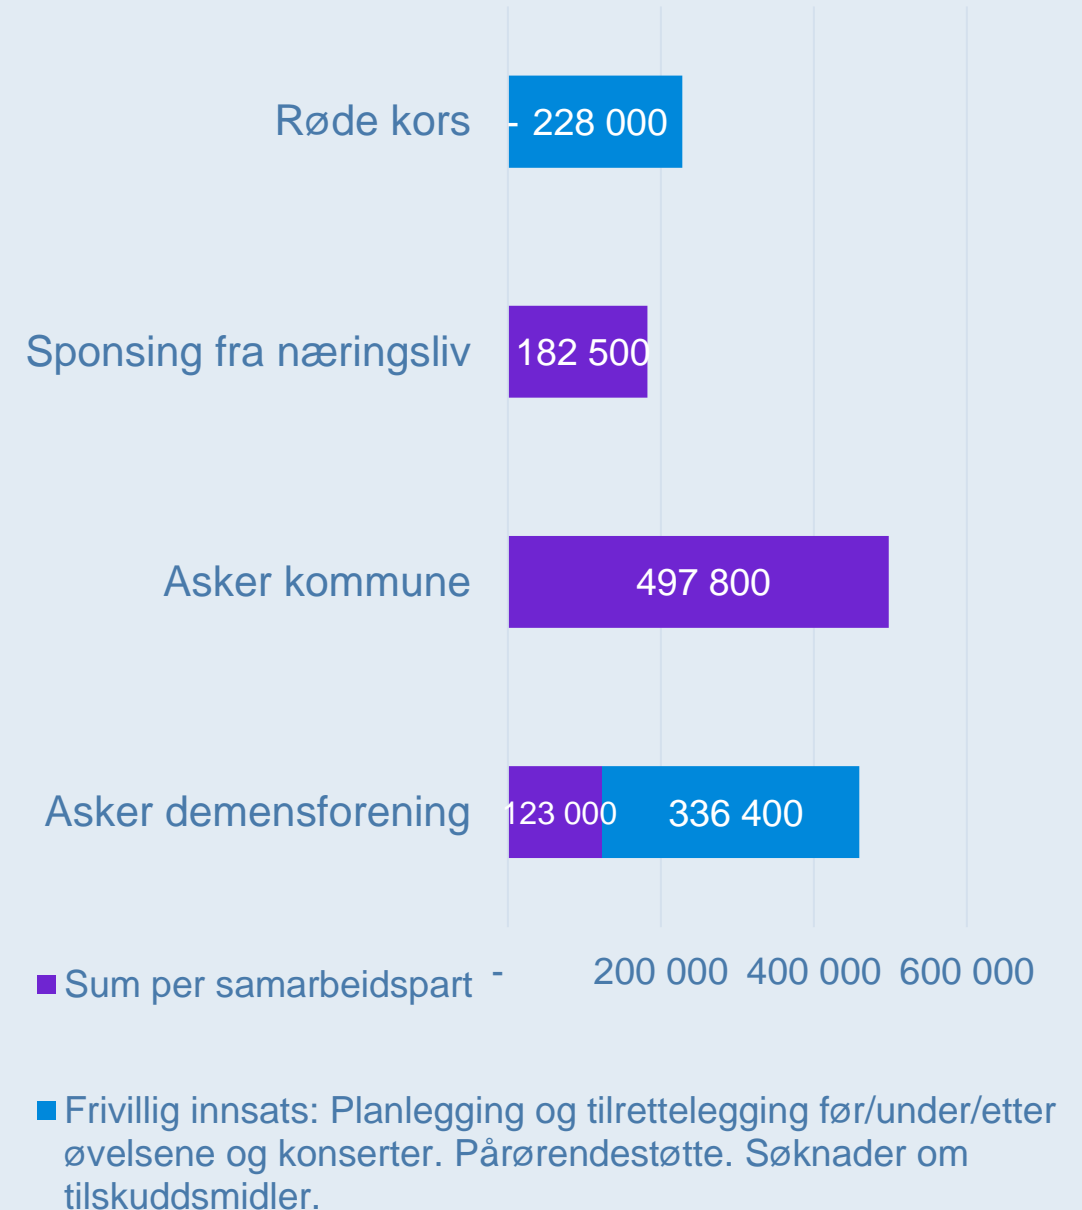 Røde kors - 228 000
Sponsing fra næringsliv 182 500
Asker kommune 497 800
Asker demensforening 123 000 336 400
- 200 000 400 000 600 000
Sum per samarbeidspart
Frivillig innsats: Planlegging og tilrettelegging før/under/etter
øvelsene og konserter. Pårørendestøtte. Søknader om
tilskuddsmidler.